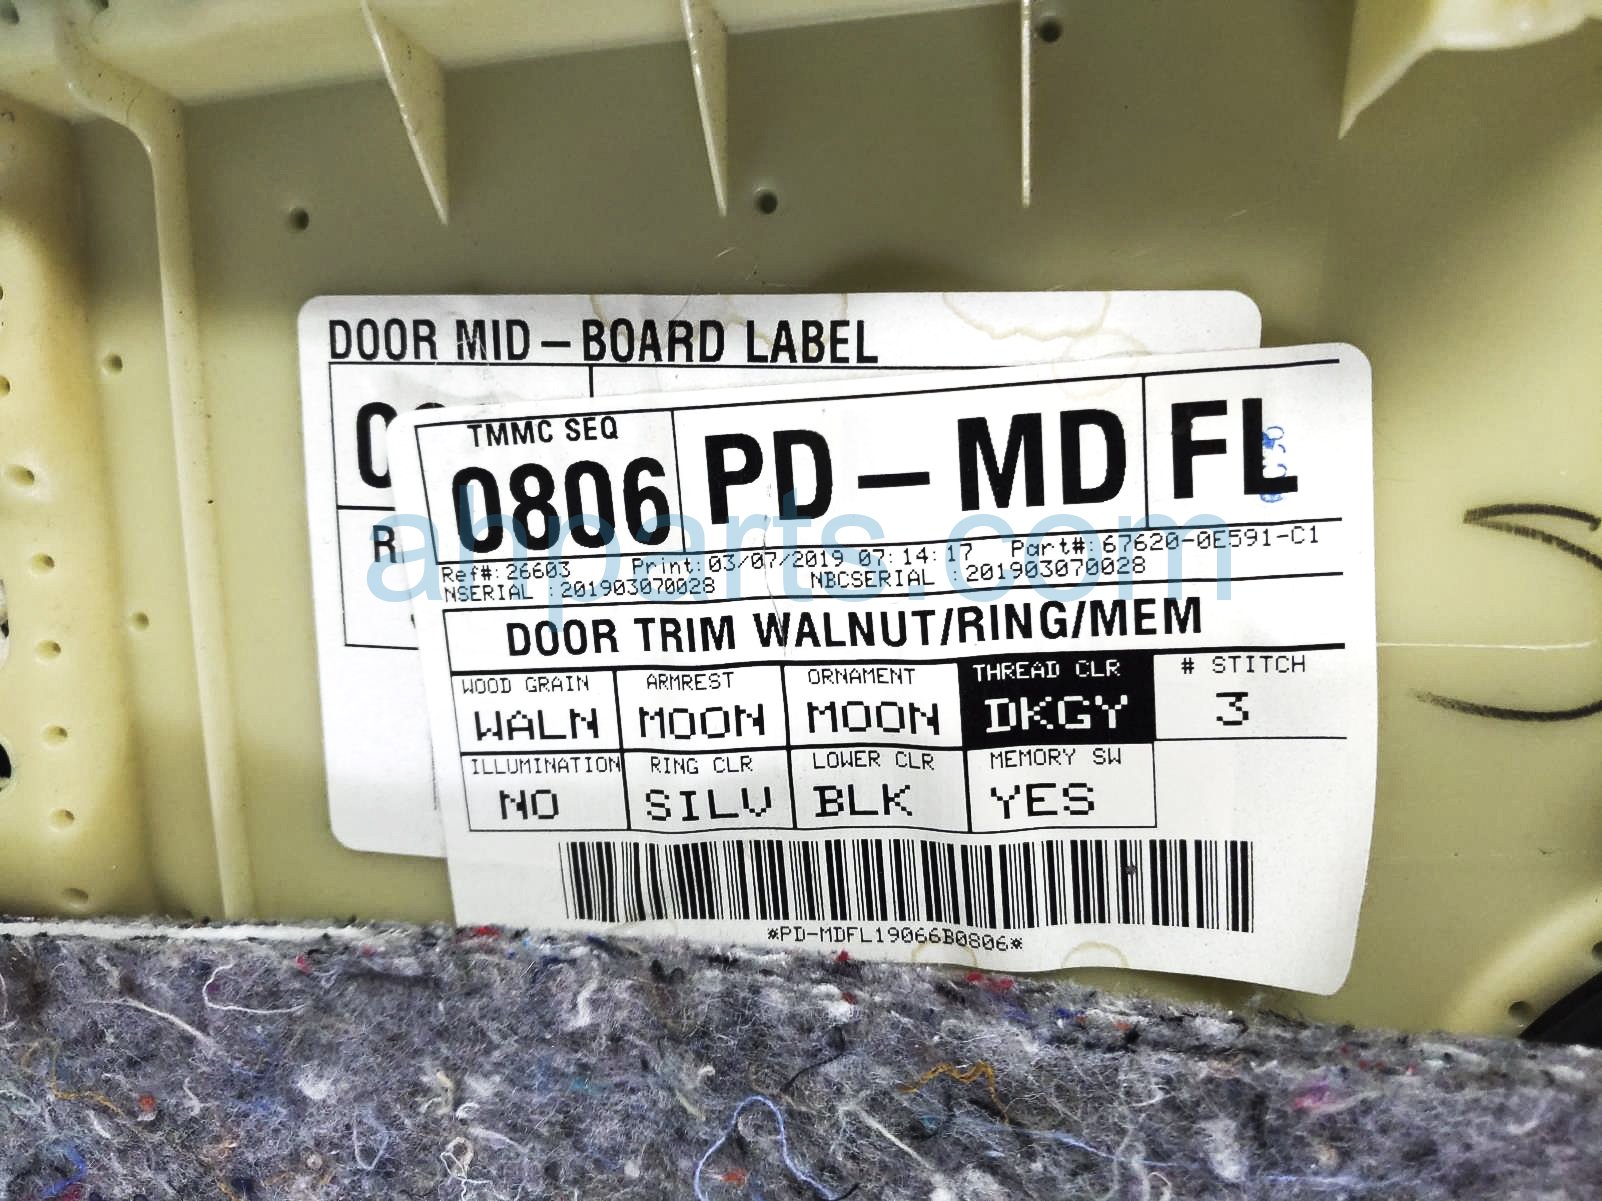 DOOR MID-BOARD LABEL
TMMC SEQ
0806 PD-MD FL
Ref#: 26603 Print: 03/07/2019 07:14:17 Part#: 67620-0E591-C1
NSERIAL :201903070028 NBCSERIAL :201903070028
DOOR TRIM WALNUT/RING/MEM
WOOD GRAIN ARMREST ORNAMENT THREAD CLR # STITCH
WALN MOON MOON DKGY 3
ILLUMINATION RING CLR LOWER CLR MEMORY SW
NO SILV BLK YES
*PD-MDFL19066B0806*
ahparts.com